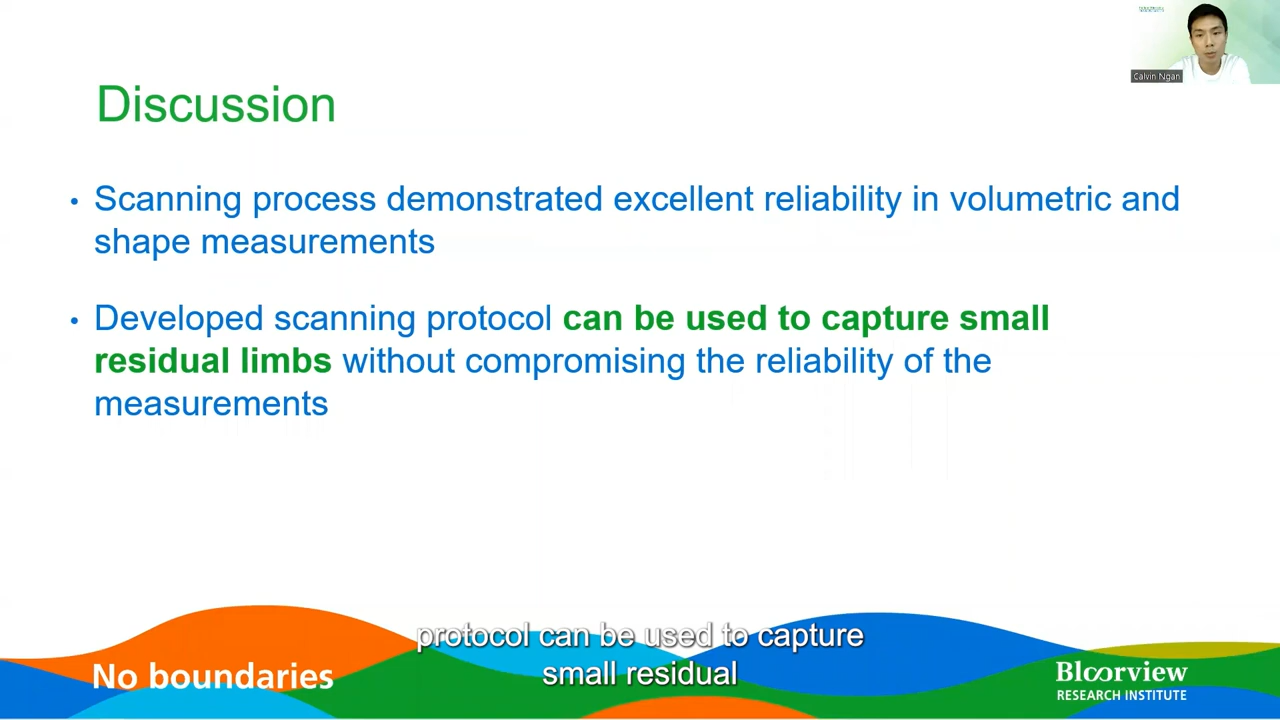 Calvin Ngan
Discussion
• Scanning process demonstrated excellent reliability in volumetric and
shape measurements
• Developed scanning protocol can be used to capture small
residual limbs without compromising the reliability of the
measurements
protocol can be used to capture
small residual
No boundaries
Bloorview
RESEARCH INSTITUTE